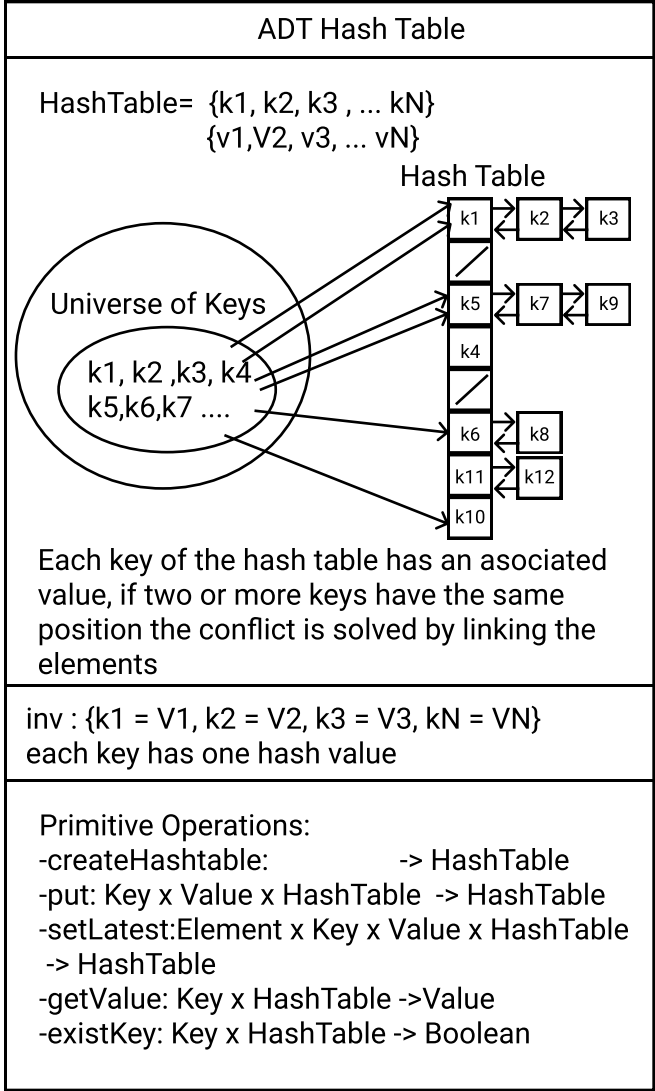 ADT Hash Table
HashTable= {k1, k2, k3 , ... kN}
{v1,V2, v3, ... vN}
Hash Table
k1 k2 k3
Universe of Keys
k5 k7 k9
k1, k2 ,k3, k4
k4
k5,k6,k7 ....
k6 k8
k11 k12
k10
Each key of the hash table has an asociated
value, if two or more keys have the same
position the conflict is solved by linking the
elements
inv : {k1 = V1, k2 = V2, k3 = V3, kN = VN}
each key has one hash value
Primitive Operations:
-createHashtable: -> HashTable
-put: Key x Value x HashTable -> HashTable
-setLatest:Element x Key x Value x HashTable
-> HashTable
-getValue: Key x HashTable ->Value
-existKey: Key x HashTable -> Boolean